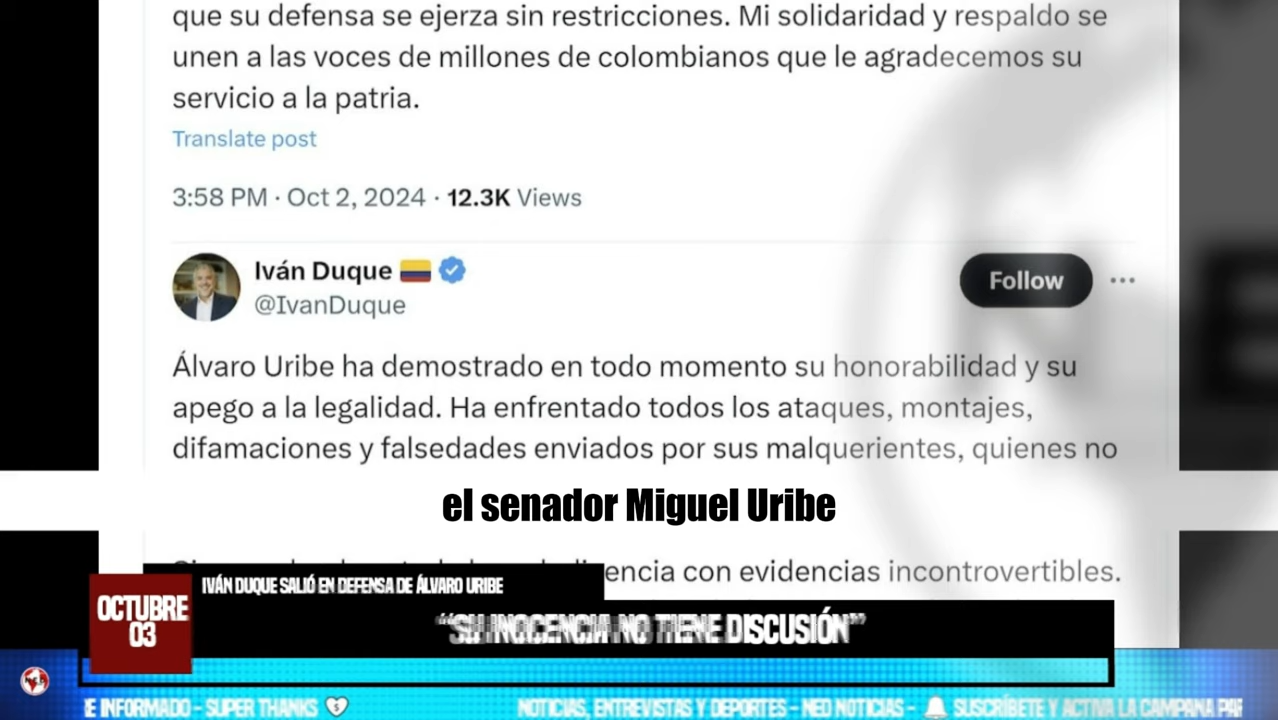 que su defensa se ejerza sin restricciones. Mi solidaridad y respaldo se
unen a las voces de millones de colombianos que le agradecemos su
servicio a la patria.
Translate post
3:58 PM · Oct 2, 2024 · 12.3K Views
Iván Duque
@IvanDuque
Follow
Álvaro Uribe ha demostrado en todo momento su honorabilidad y su
apego a la legalidad. Ha enfrentado todos los ataques, montajes,
difamaciones y falsedades enviados por sus malquerientes, quienes no
el senador Miguel Uribe
encia con evidencias incontrovertibles.
IVÁN DUQUE SALIÓ EN DEFENSA DE ÁLVARO URIBE
OCTUBRE
03
“SU INOCENCIA NO TIENE DISCUSIÓN”
E INFORMADO - SUPER THANKS
NOTICIAS, ENTREVISTAS Y DEPORTES - NEO NOTICIAS -
SUSCRÍBETE Y ACTIVA LA CAMPANA PAR